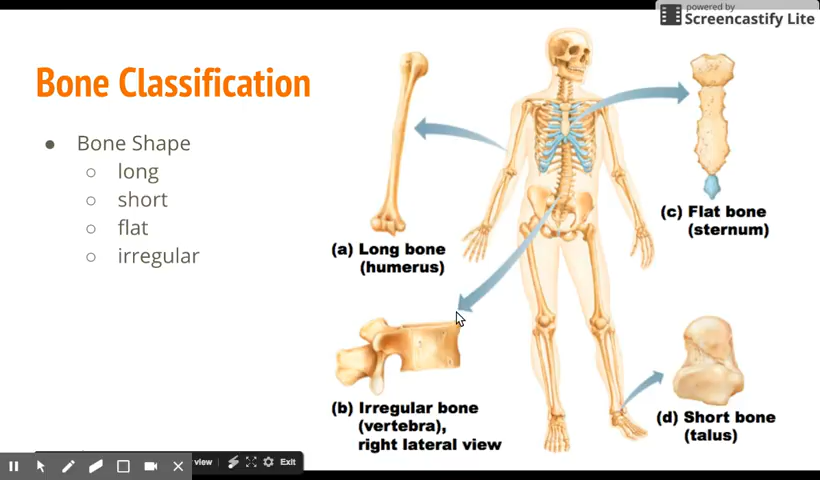 powered by
Screencastify Lite
Bone Classification
● Bone Shape
○ long
○ short
○ flat
○ irregular
(a) Long bone
(humerus)
(c) Flat bone
(sternum)
(b) Irregular bone
(vertebra),
right lateral view
(d) Short bone
(talus)
view
Exit